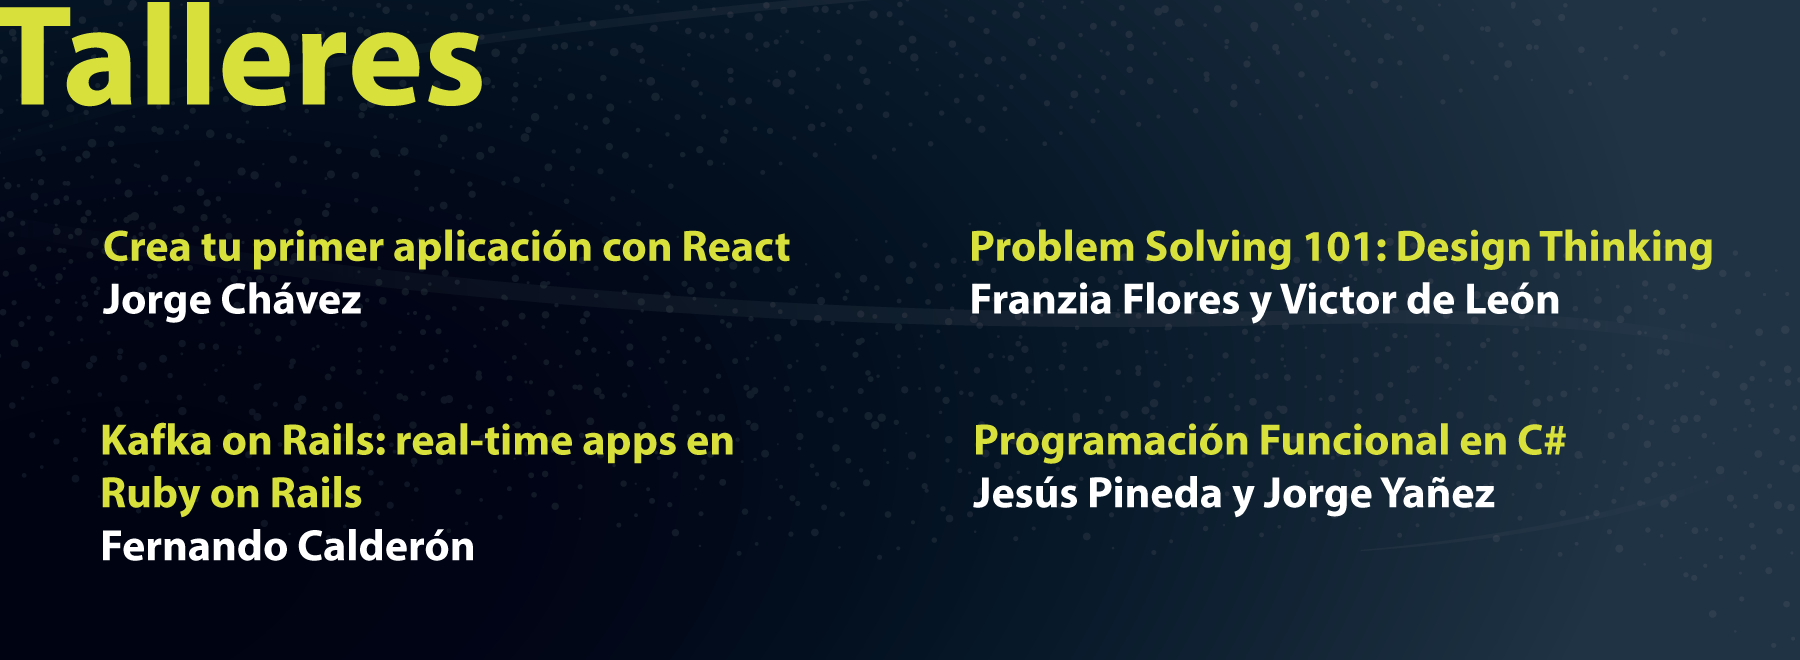 Talleres
Crea tu primer aplicación con React
Jorge Chávez
Problem Solving 101: Design Thinking
Franzia Flores y Victor de León
Kafka on Rails: real-time apps en
Ruby on Rails
Fernando Calderón
Programación Funcional en C#
Jesús Pineda y Jorge Yañez